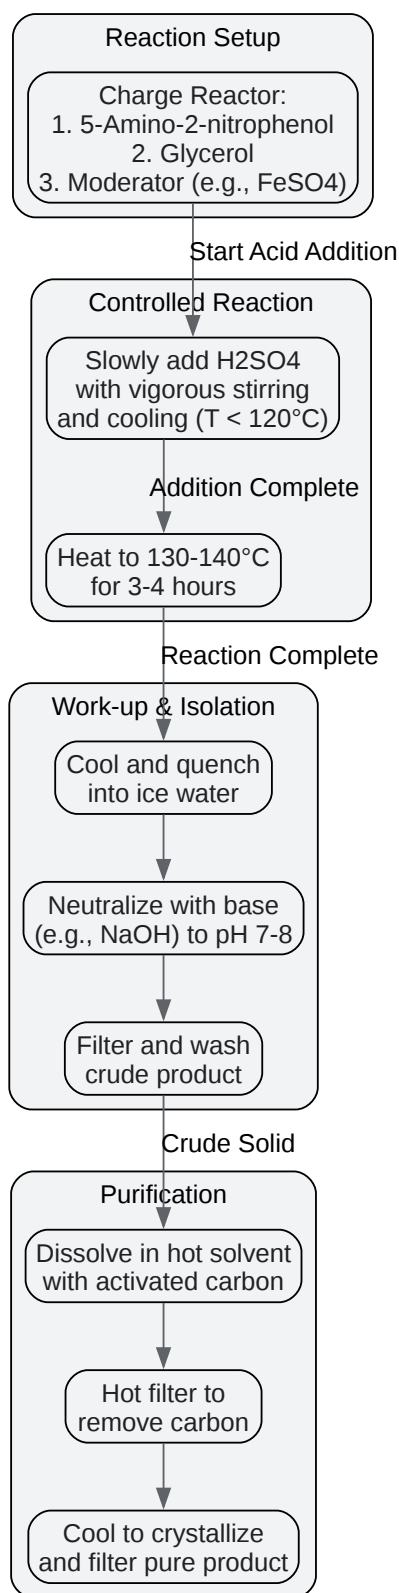 Reaction Setup
Charge Reactor:
1. 5-Amino-2-nitrophenol
2. Glycerol
3. Moderator (e.g., FeSO4)
Start Acid Addition
Controlled Reaction
Slowly add H2SO4
with vigorous stirring
and cooling (T < 120°C)
Addition Complete
Heat to 130-140°C
for 3-4 hours
Reaction Complete
Work-up & Isolation
Cool and quench
into ice water
Neutralize with base
(e.g., NaOH) to pH 7-8
Filter and wash
crude product
Crude Solid
Purification
Dissolve in hot solvent
with activated carbon
Hot filter to
remove carbon
Cool to crystallize
and filter pure product